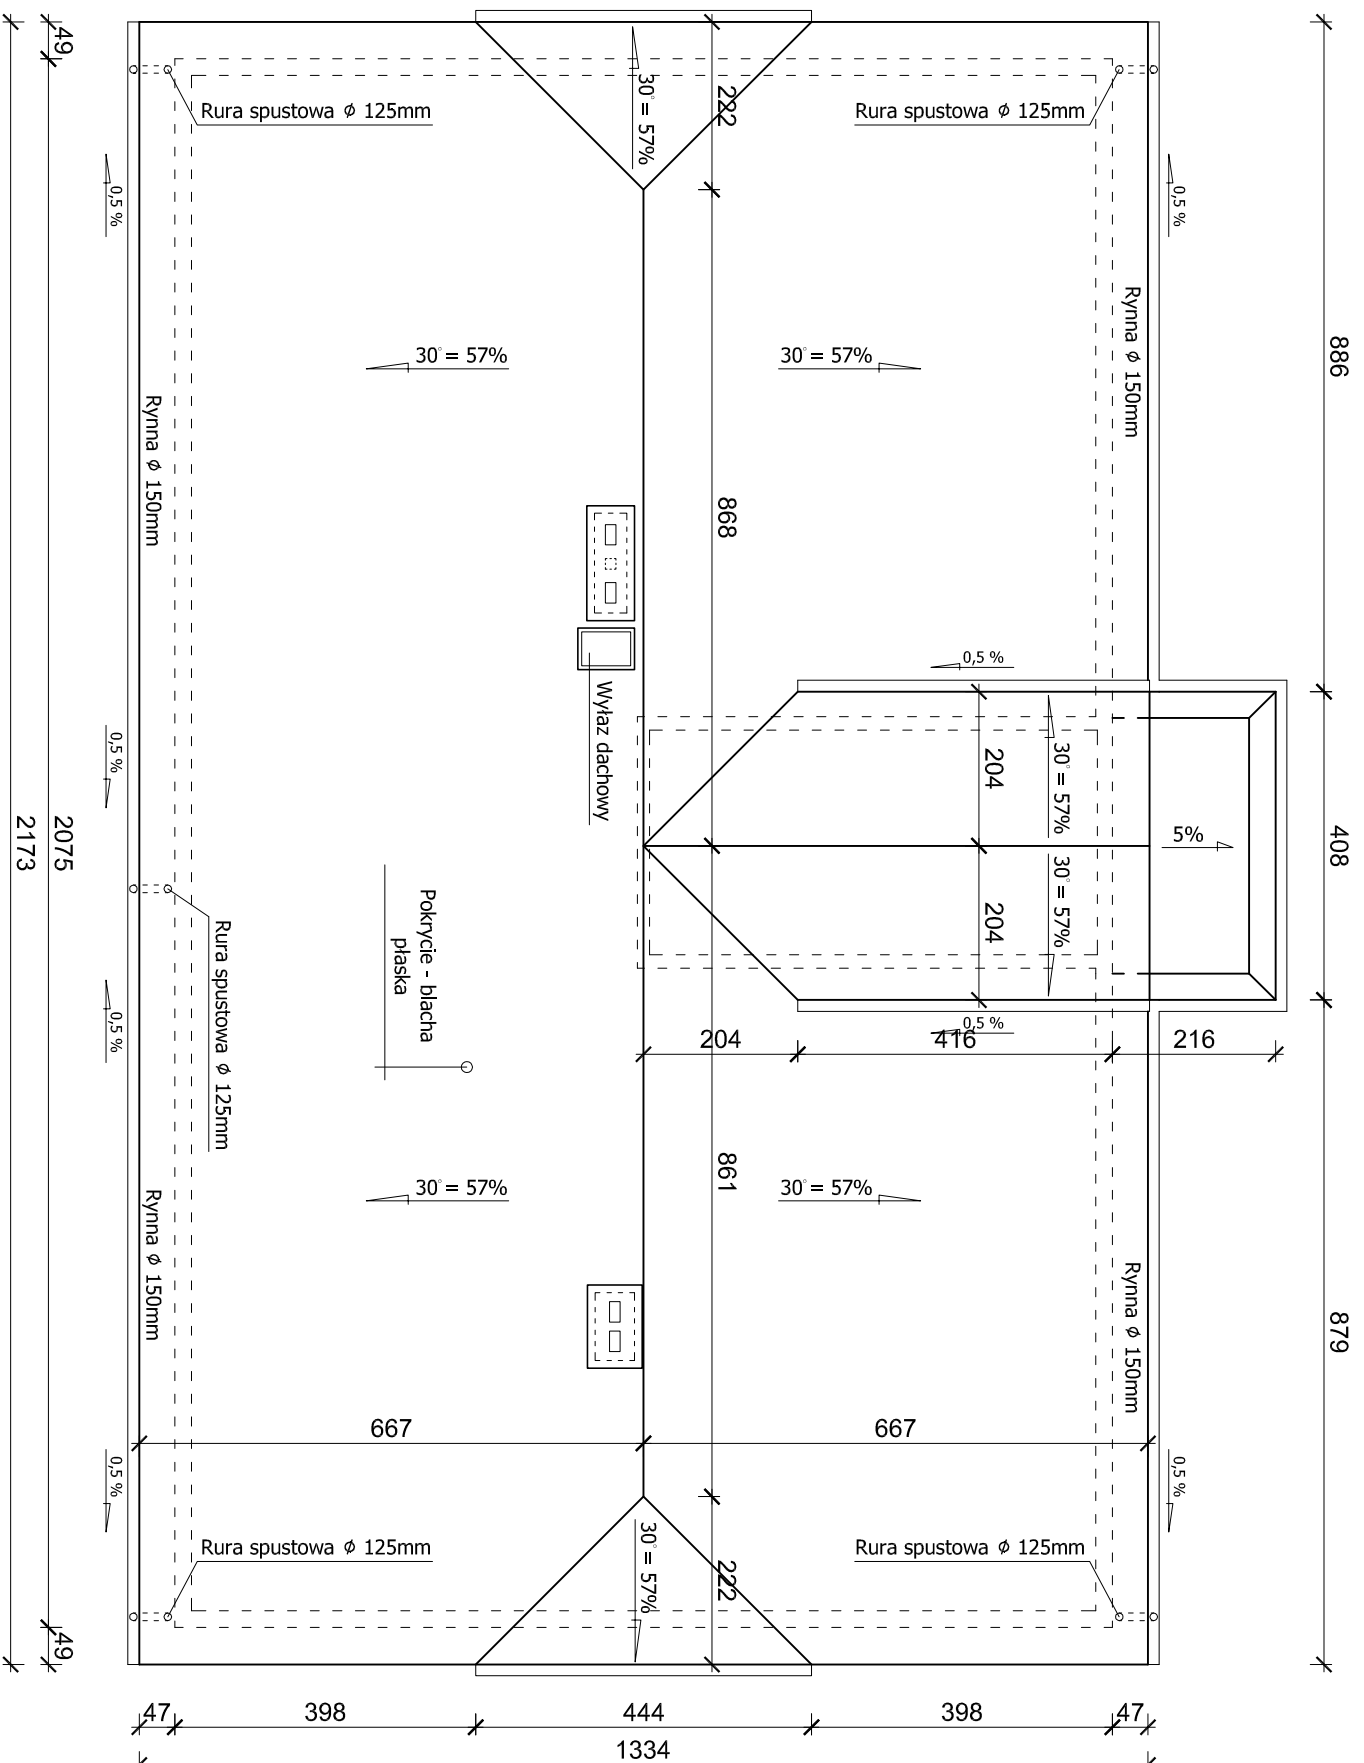 49
Rura spustowa ϕ 125mm
30° = 57%
222
Rura spustowa ϕ 125mm
0,5 %
0,5 %
Rynna ϕ 150mm
886
30° = 57%
30° = 57%
Rynna ϕ 150mm
868
0,5 %
Wyłaz dachowy
204
30° = 57%
0,5 %
5%
408
2173
2075
204
30° = 57%
Pokrycie - blacha
płaska
Rura spustowa ϕ 125mm
0,5 %
0,5 %
204
416
216
861
30° = 57%
30° = 57%
Rynna ϕ 150mm
Rynna ϕ 150mm
879
667
667
0,5 %
0,5 %
Rura spustowa ϕ 125mm
30° = 57%
222
Rura spustowa ϕ 125mm
49
47
398
444
398
47
1334